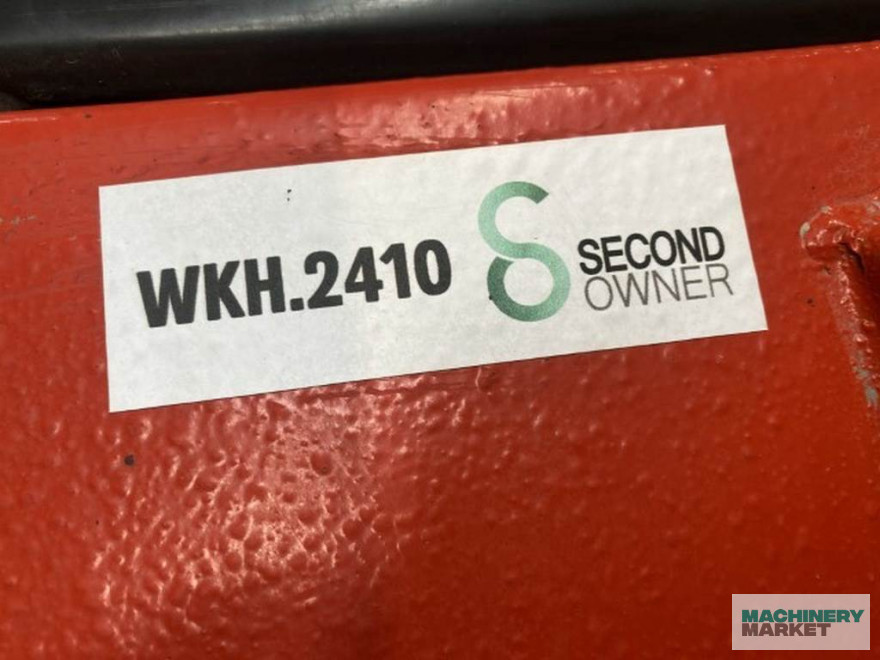 WKH.2410
SECOND
OWNER
MACHINERY
MARKET